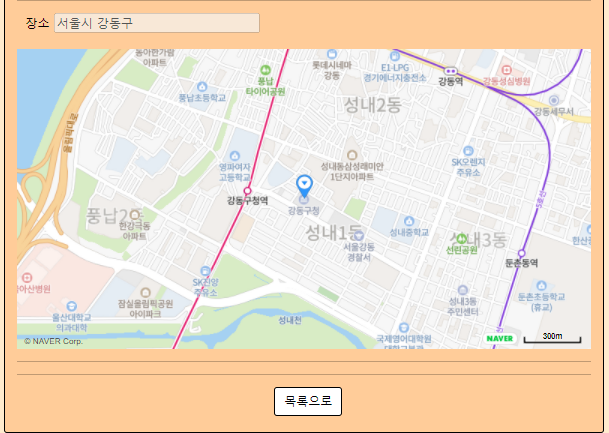 장소 서울시 강동구
동아한가람
아파트
풍납
타이어공원
롯데시네마
강동
E1-LPG
경기에너지충전소
강동역
강동성심병원
풍납초등학교
성내2동
강동세무서
올림픽대로
영파여자
고등학교
성내동삼성래미안
1단지아파트
SK오렌지
주유소
강동구청역
강동구청
5호선
풍납2동
한강극동
아파트
성내1동
서울강동
경찰서
성내중학교
성내3동
선린공원
둔촌동역
SK진양
주유소
잠실올림픽공원
아이파크
울산대학교
의과대학
성내3동
주민센터
둔촌초등학교
(휴교)
성내천
국제영어대학원
대학교본교
© NAVER Corp.
NAVER
300m
목록으로